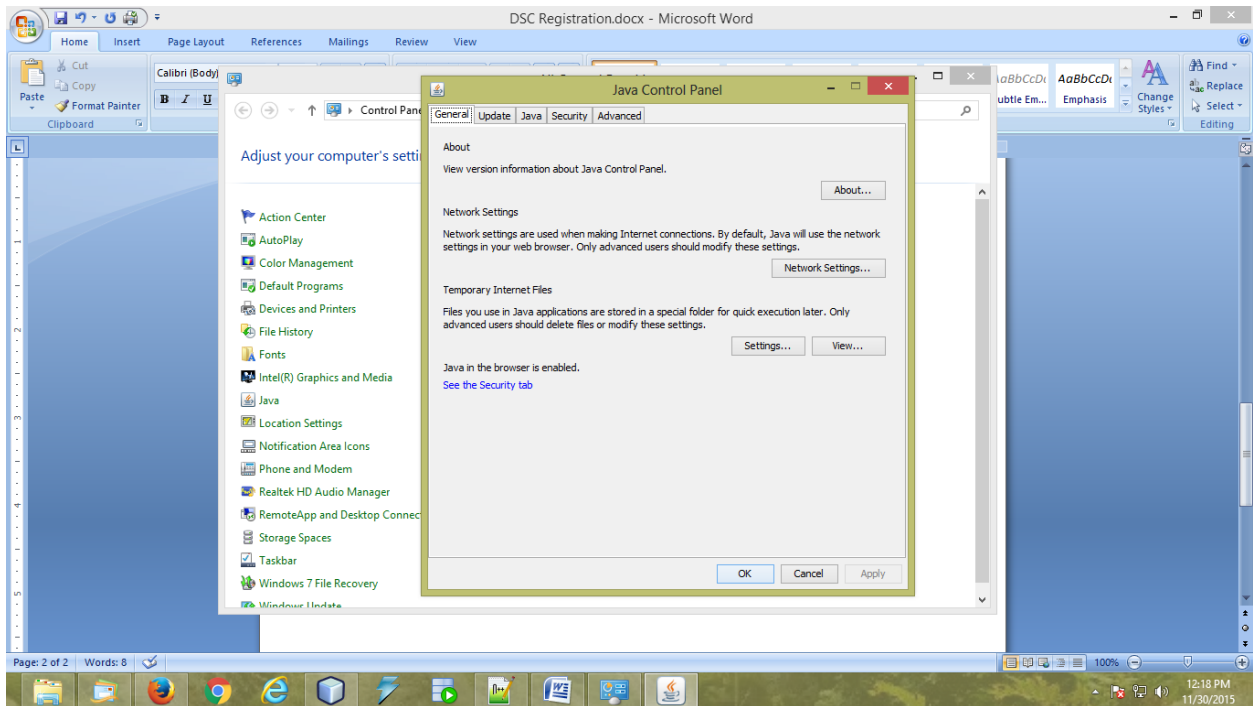 DSC Registration.docx - Microsoft Word
Home Insert Page Layout References Mailings Review View
Cut
Copy
Paste
Format Painter
Clipboard
Calibri (Body)
B I U
AaBbCcDc AaBbCcDc
ubtle Em... Emphasis
Change
Styles
Find
Replace
Select
Editing
Control Pane
Adjust your computer's setti
Action Center
AutoPlay
Color Management
Default Programs
Devices and Printers
File History
Fonts
Intel(R) Graphics and Media
Java
Location Settings
Notification Area Icons
Phone and Modem
Realtek HD Audio Manager
RemoteApp and Desktop Connec
Storage Spaces
Taskbar
Windows 7 File Recovery
Windows Update
Java Control Panel
General Update Java Security Advanced
About
View version information about Java Control Panel.
About...
Network Settings
Network settings are used when making Internet connections. By default, Java will use the network
settings in your web browser. Only advanced users should modify these settings.
Network Settings...
Temporary Internet Files
Files you use in Java applications are stored in a special folder for quick execution later. Only
advanced users should delete files or modify these settings.
Settings... View...
Java in the browser is enabled.
See the Security tab
OK Cancel Apply
Page: 2 of 2 Words: 8
100%
12:18 PM
11/30/2015